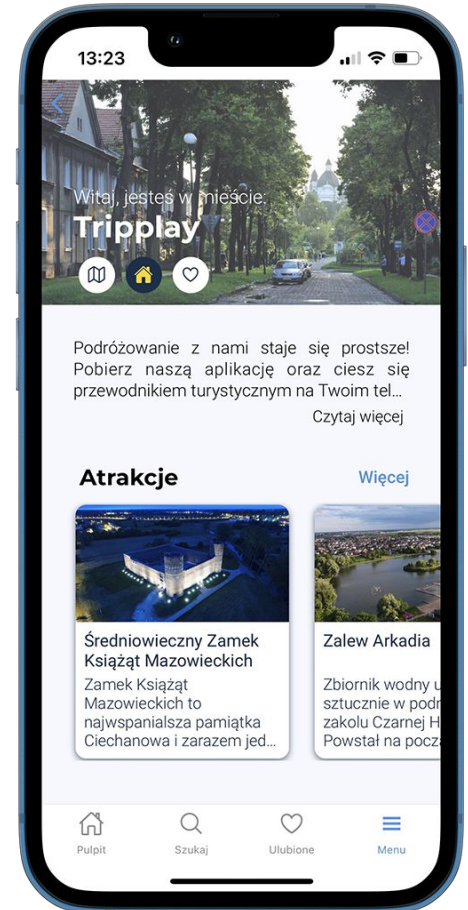 13:23
Witaj, jesteś w mieście:
Tripplay
Podróżowanie z nami staje się prostsze!
Pobierz naszą aplikację oraz ciesz się
przewodnikiem turystycznym na Twoim tel...
Czytaj więcej
Atrakcje
Więcej
Średniowieczny Zamek
Książąt Mazowieckich
Zamek Książąt
Mazowieckich to
najwspanialsza pamiątka
Ciechanowa i zarazem jed...
Zalew Arkadia
Zbiornik wodny u
sztucznie w podm
zakolu Czarnej H
Powstał na pocz
Pulpit
Szukaj
Ulubione
Menu